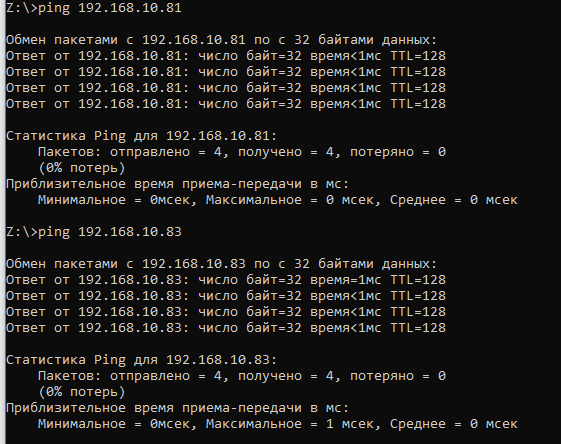 Z:\>ping 192.168.10.81
Обмен пакетами с 192.168.10.81 по с 32 байтами данных:
Ответ от 192.168.10.81: число байт=32 время<1мс TTL=128
Ответ от 192.168.10.81: число байт=32 время<1мс TTL=128
Ответ от 192.168.10.81: число байт=32 время<1мс TTL=128
Ответ от 192.168.10.81: число байт=32 время<1мс TTL=128
Статистика Ping для 192.168.10.81:
Пакетов: отправлено = 4, получено = 4, потеряно = 0
(0% потерь)
Приблизительное время приема-передачи в мс:
Минимальное = 0мсек, Максимальное = 0 мсек, Среднее = 0 мсек
Z:\>ping 192.168.10.83
Обмен пакетами с 192.168.10.83 по с 32 байтами данных:
Ответ от 192.168.10.83: число байт=32 время=1мс TTL=128
Ответ от 192.168.10.83: число байт=32 время<1мс TTL=128
Ответ от 192.168.10.83: число байт=32 время<1мс TTL=128
Ответ от 192.168.10.83: число байт=32 время<1мс TTL=128
Статистика Ping для 192.168.10.83:
Пакетов: отправлено = 4, получено = 4, потеряно = 0
(0% потерь)
Приблизительное время приема-передачи в мс:
Минимальное = 0мсек, Максимальное = 1 мсек, Среднее = 0 мсек